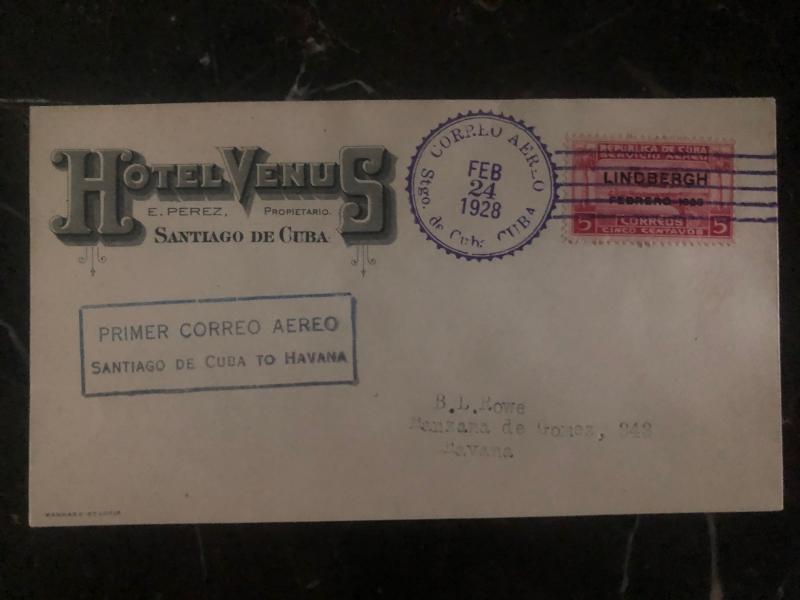 HOTEL VENUS
E. PEREZ, PROPIETARIO.
SANTIAGO DE CUBA
CORREO AEREO
FEB
24
1928
Stgo. de Cuba CUBA
REPUBLICA DE CUBA
SERVICIO AEREO
LINDBERGH
FEBRERO 1928
5 CORREOS 5
CINCO CENTAVOS
PRIMER CORREO AEREO
SANTIAGO DE CUBA TO HAVANA
B.L.Rowe
Manzana de Gomez, 343
Havana